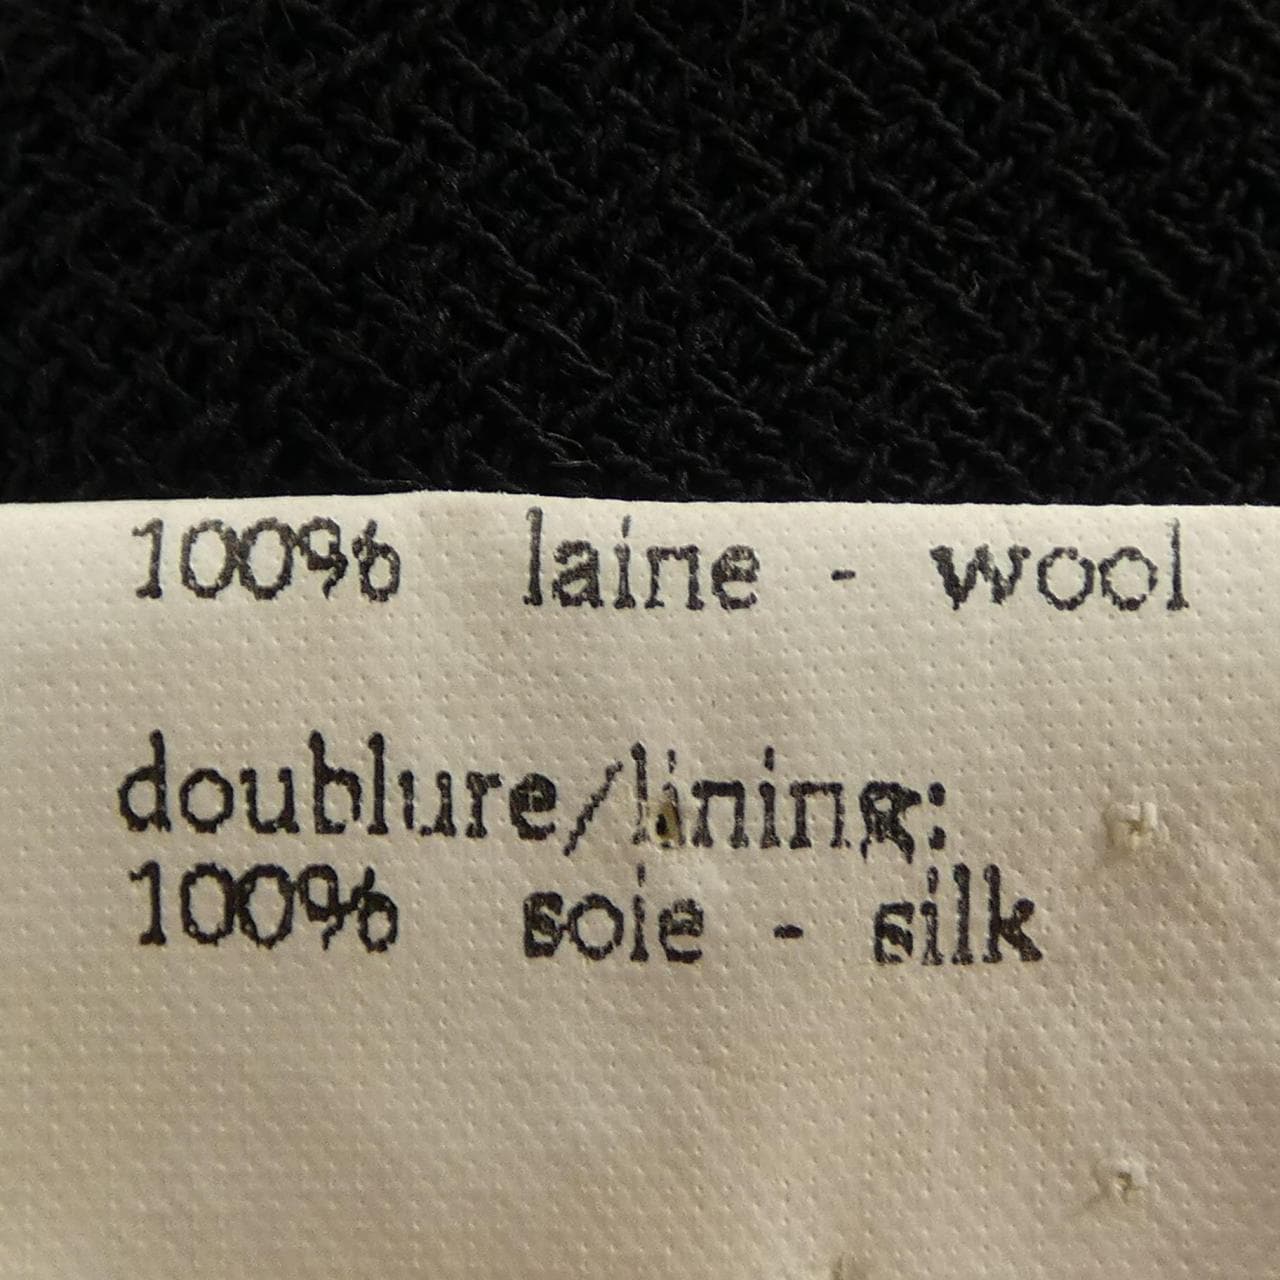 100% laine - wool
doublure/lining:
100% soie - silk